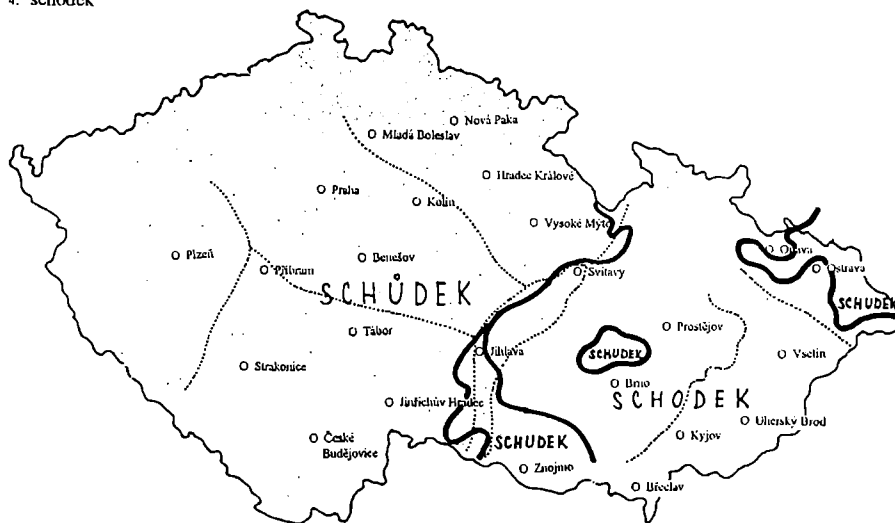 4. schodek
Nová Paka
Mladá Boleslav
Hradec Králové
Praha
Kolín
Vysoké Mýto
Plzeň
Benešov
Příbram
Svitavy
Opava
Ostrava
SCHŮDEK
SCHUDEK
Tábor
Prostějov
Jihlava
SCHUDEK
Vsetín
Strakonice
Brno
SCHODEK
Jindřichův Hradec
Uherský Brod
České
Budějovice
SCHUDEK
Kyjov
Znojmo
Břeclav